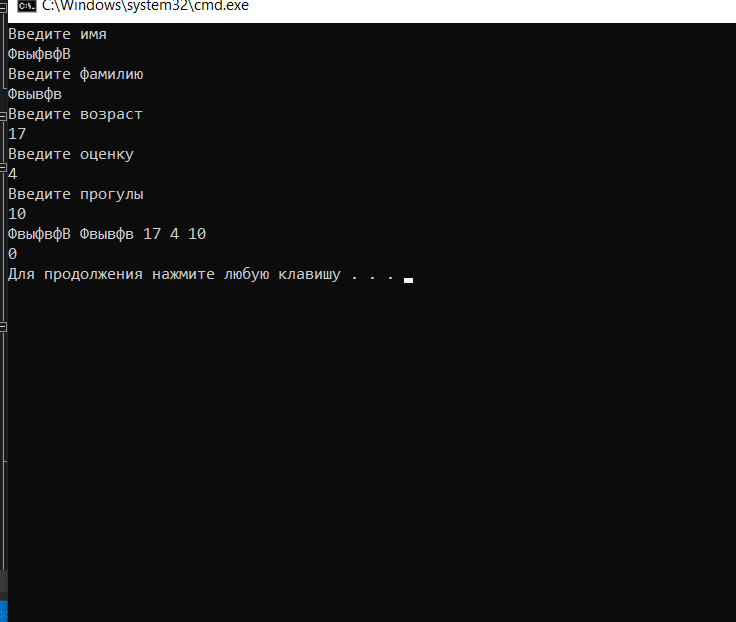 C:\Windows\system32\cmd.exe
Введите имя
ФвыфвфВ
Введите фамилию
Фвывфв
Введите возраст
17
Введите оценку
4
Введите прогулы
10
ФвыфвфВ Фвывфв 17 4 10
0
Для продолжения нажмите любую клавишу . . .